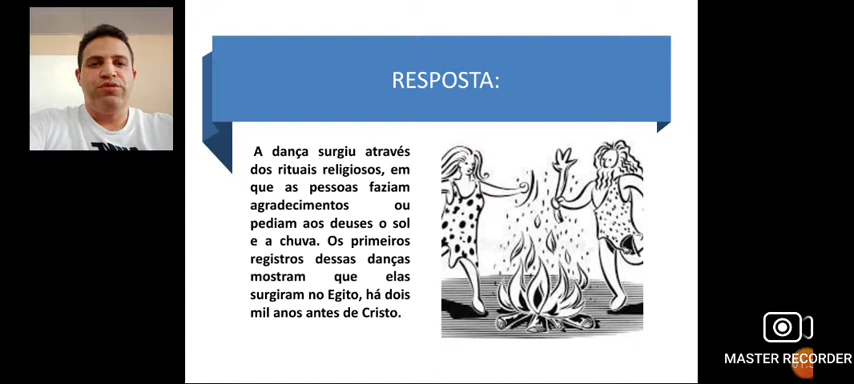 RESPOSTA:
A dança surgiu através
dos rituais religiosos, em
que as pessoas faziam
agradecimentos ou
pediam aos deuses o sol
e a chuva. Os primeiros
registros dessas danças
mostram que elas
surgiram no Egito, há dois
mil anos antes de Cristo.
MASTER RECORDER